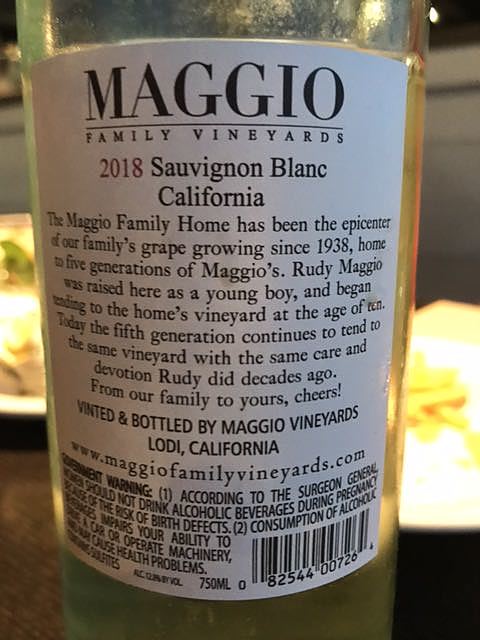 MAGGIO
FAMILY VINEYARDS
2018 Sauvignon Blanc
California
The Maggio Family Home has been the epicenter
of our family's grape growing since 1938, home
to five generations of Maggio's. Rudy Maggio
was raised here as a young boy, and began
tending to the home's vineyard at the age of ten.
Today the fifth generation continues to tend to
the same vineyard with the same care and
devotion Rudy did decades ago.
From our family to yours, cheers!
VINTED & BOTTLED BY MAGGIO VINEYARDS
LODI, CALIFORNIA
www.maggiofamilyvineyards.com
GOVERNMENT WARNING: (1) ACCORDING TO THE SURGEON GENERAL,
WOMEN SHOULD NOT DRINK ALCOHOLIC BEVERAGES DURING PREGNANCY
BECAUSE OF THE RISK OF BIRTH DEFECTS. (2) CONSUMPTION OF ALCOHOLIC
BEVERAGES IMPAIRS YOUR ABILITY TO
DRIVE A CAR OR OPERATE MACHINERY,
AND MAY CAUSE HEALTH PROBLEMS.
SULFITES
ALC 12.8% BY VOL 750ML
0 82544 00726 4